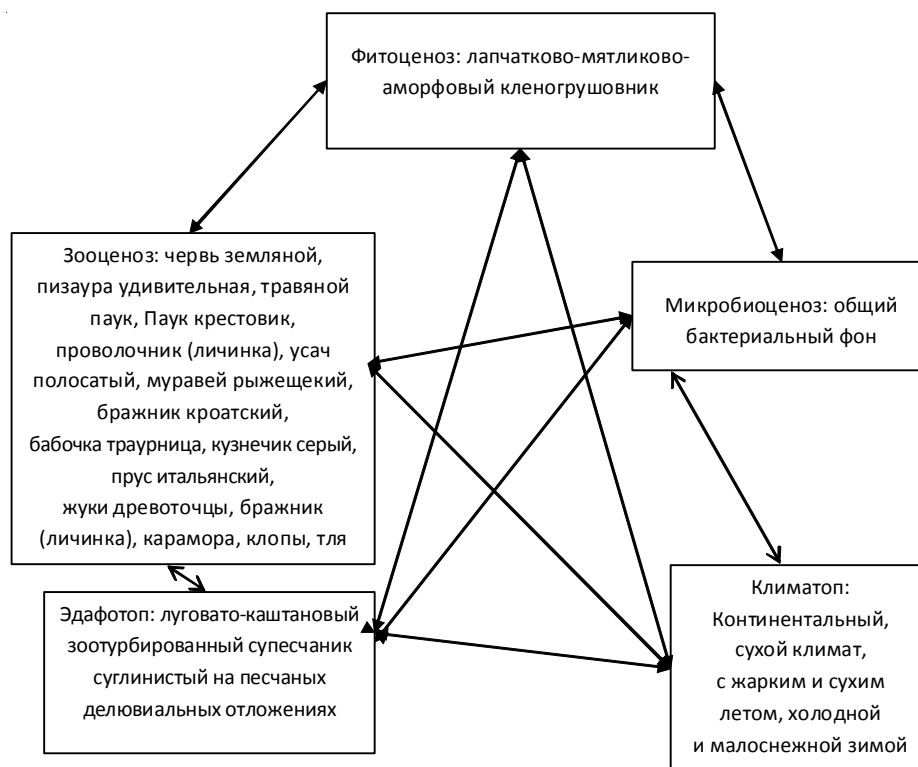 Фитоценоз: лапчатково-мятликово-
аморфовый кленогрушовник
Зооценоз: червь земляной,
пизаура удивительная, травяной
паук, Паук крестовик,
проволочник (личинка), усач
полосатый, муравей рыжещекий,
бражник кроатский,
бабочка траурница, кузнечик серый,
прус итальянский,
жуки древоточцы, бражник
(личинка), карамора, клопы, тля
Микробиоценоз: общий
бактериальный фон
Эдафотоп: луговато-каштановый
зоотурбированный супесчаник
суглинистый на песчаных
делювиальных отложениях
Климатоп:
Континентальный,
сухой климат,
с жарким и сухим
летом, холодной
и малоснежной зимой